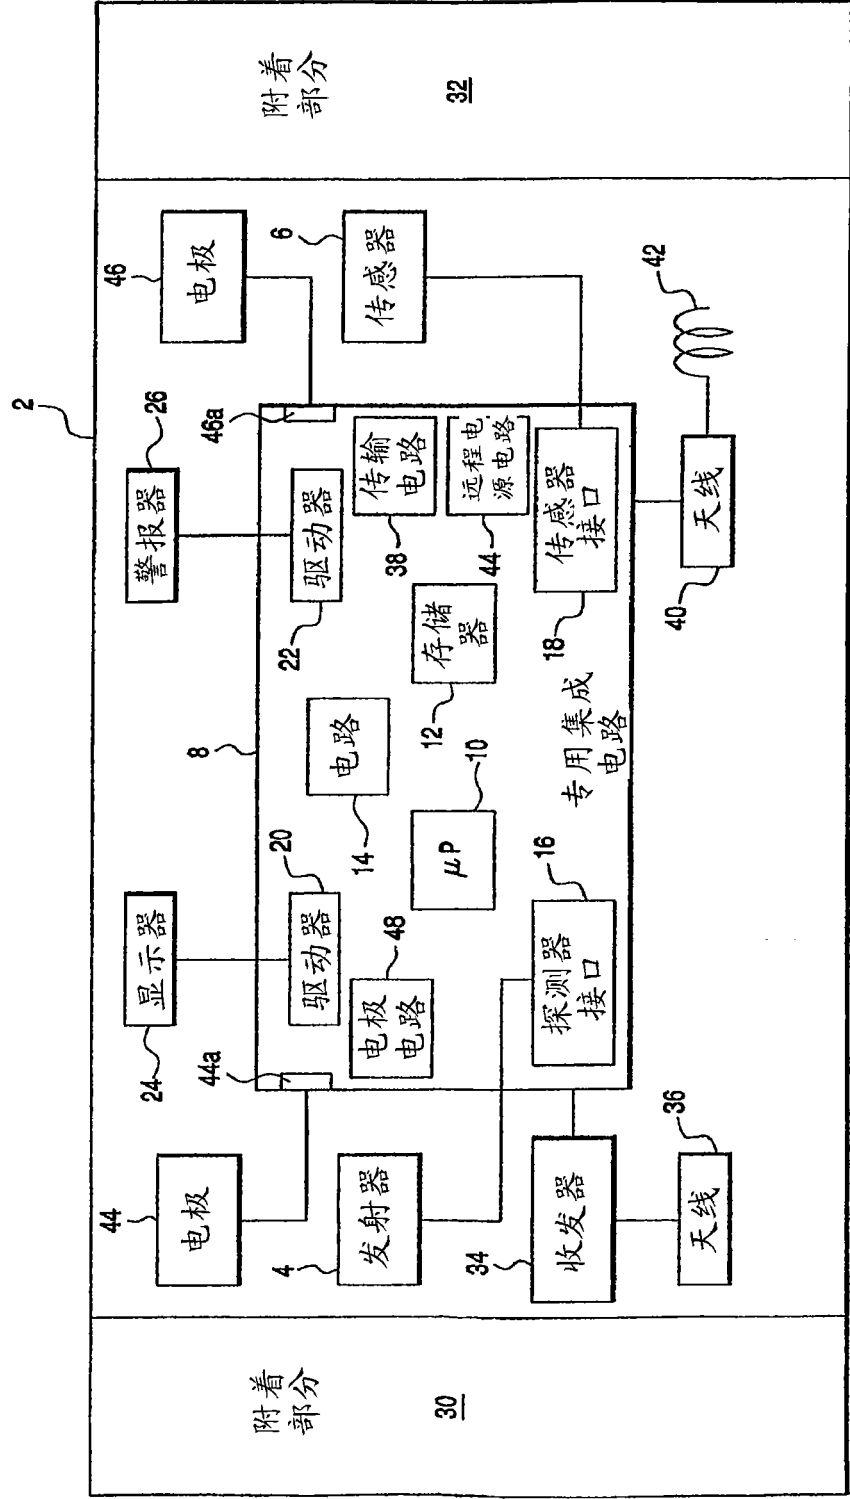 2
附着
部分
30
附着
部分
32
44
电极
24
显示器
警报器
26
46
电极
44a
8
46a
4
发射器
驱动器
20
22
驱动器
6
传感器
电极
电路
48
14
电路
传输
电路
38
μP
10
12
存储
器
远程电
源电路
44
34
收发器
探测器
接口
16
专用集成
电路
18
传感器
接口
36
天线
40
天线
42